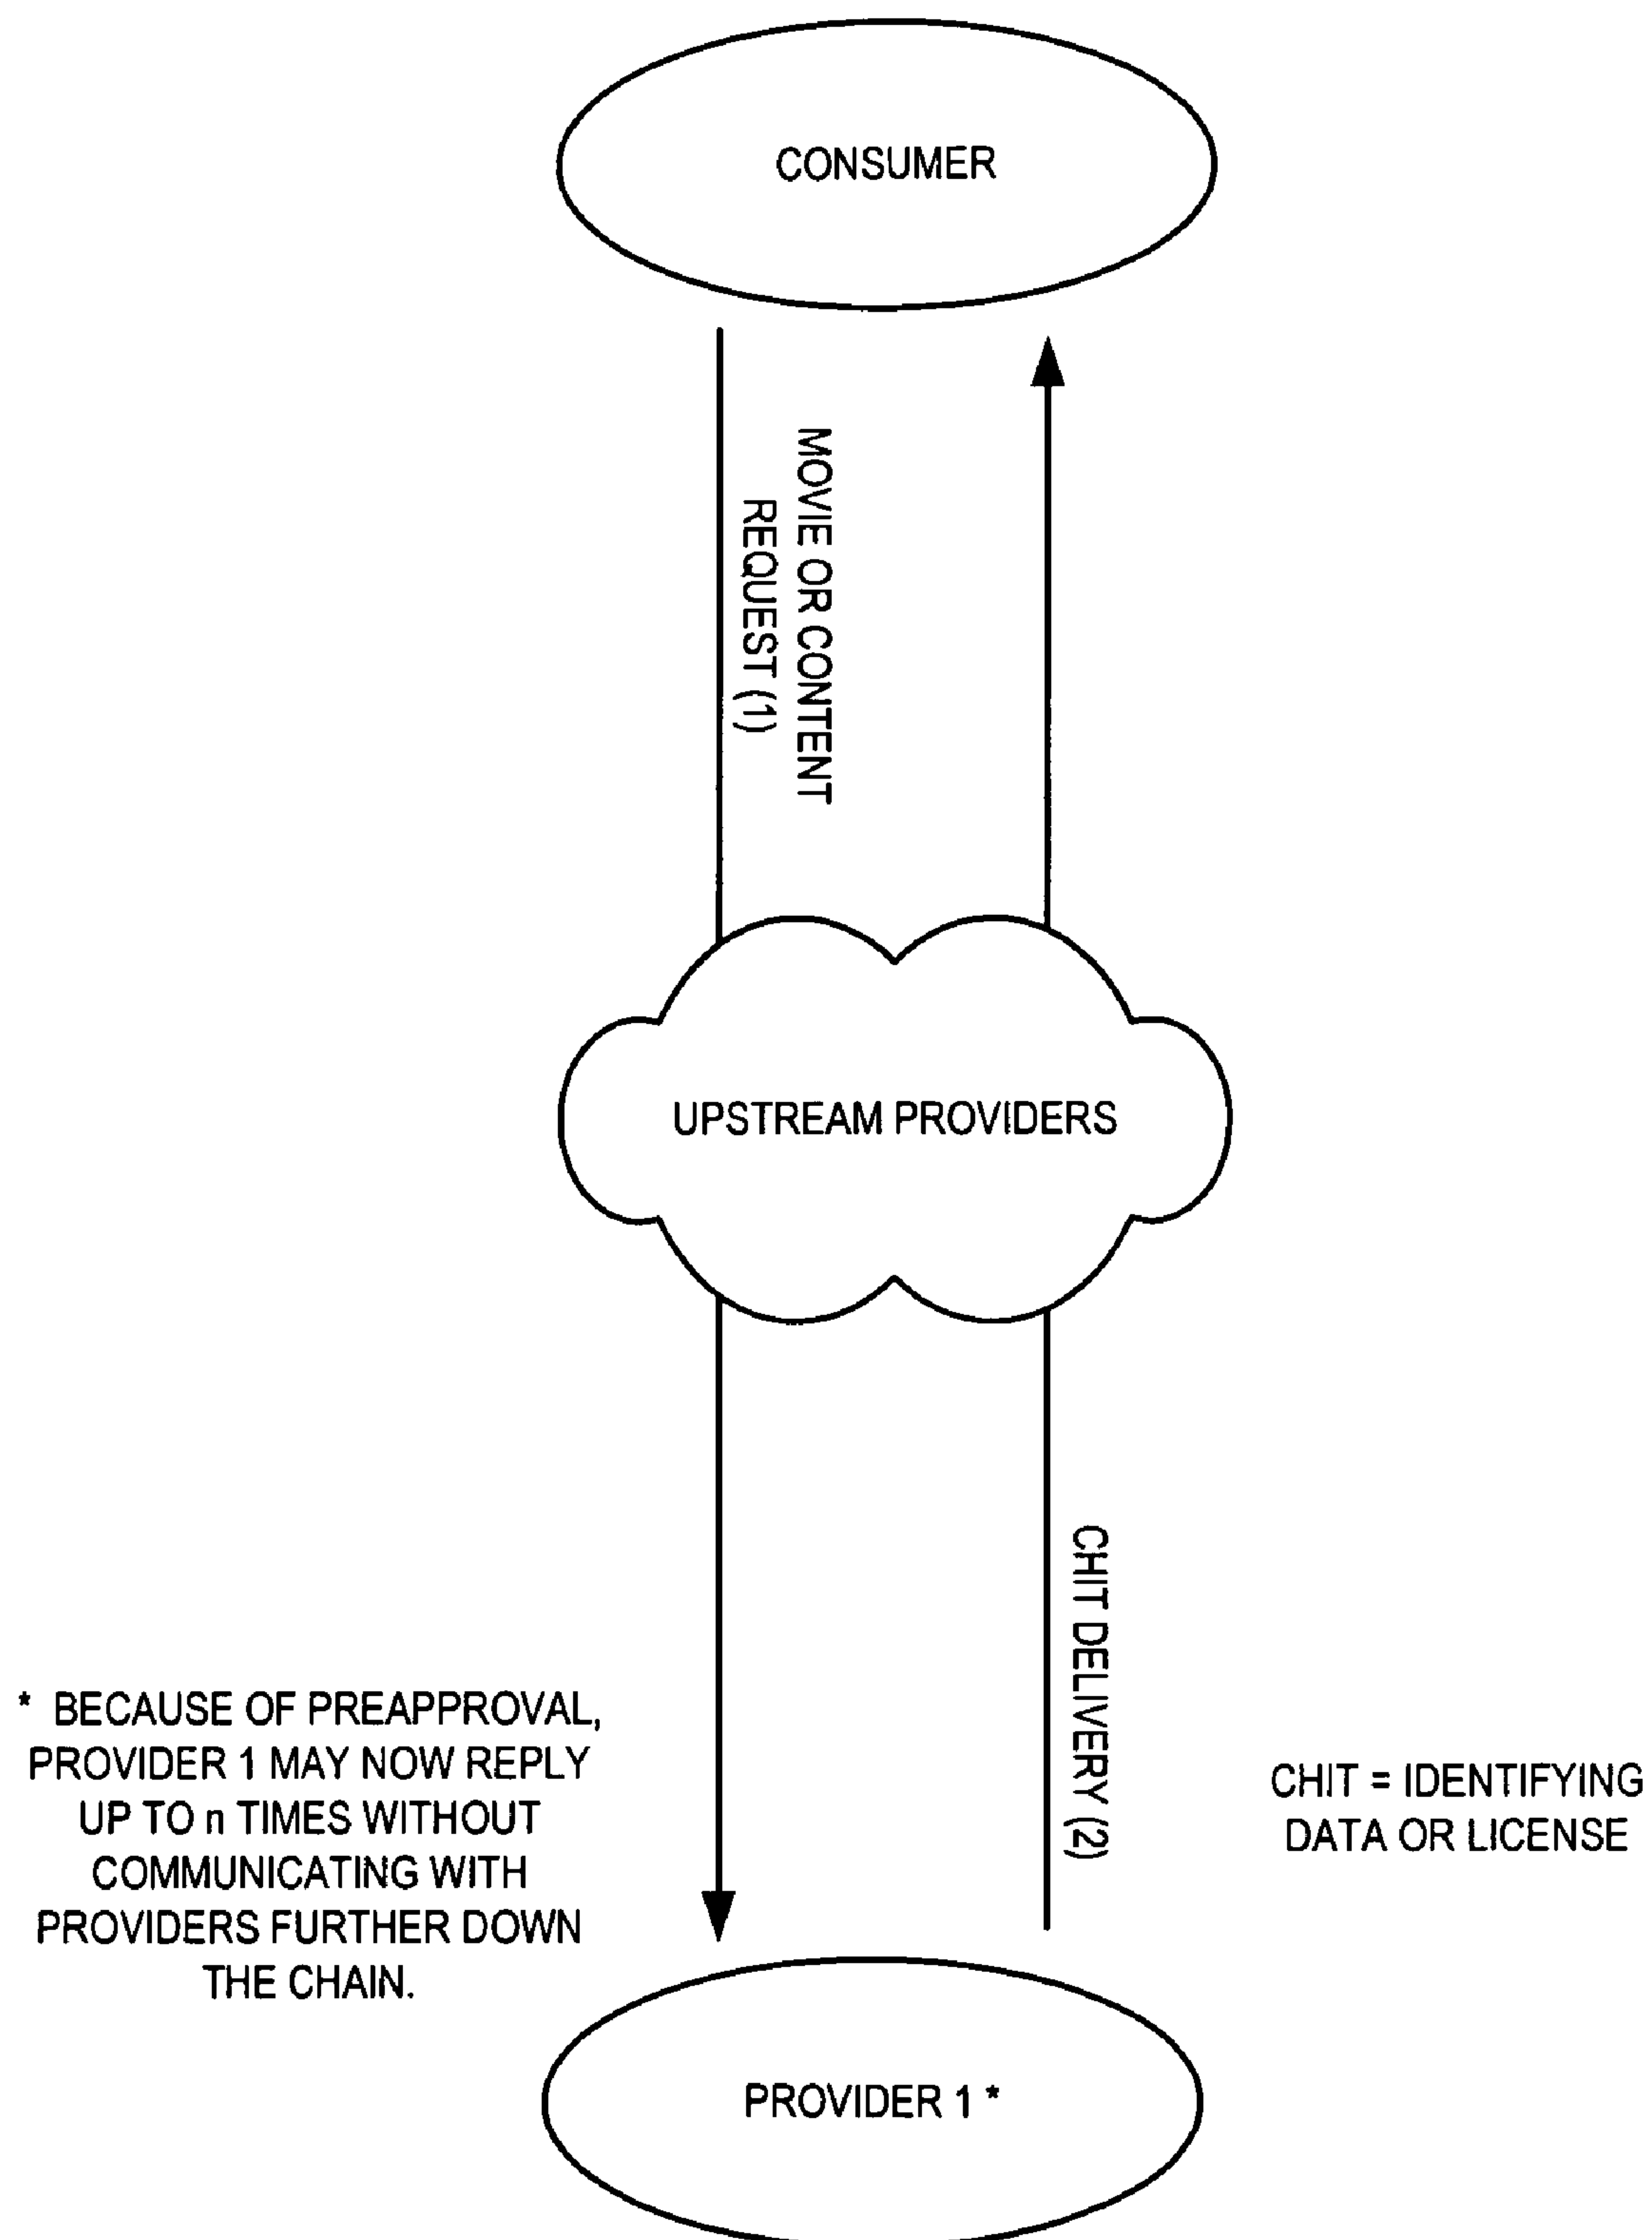 CONSUMER
MOVIE OR CONTENT
REQUEST (1)
UPSTREAM PROVIDERS
CHIT DELIVERY (2)
* BECAUSE OF PREAPPROVAL,
PROVIDER 1 MAY NOW REPLY
UP TO n TIMES WITHOUT
COMMUNICATING WITH
PROVIDERS FURTHER DOWN
THE CHAIN.
CHIT = IDENTIFYING
DATA OR LICENSE
PROVIDER 1 *